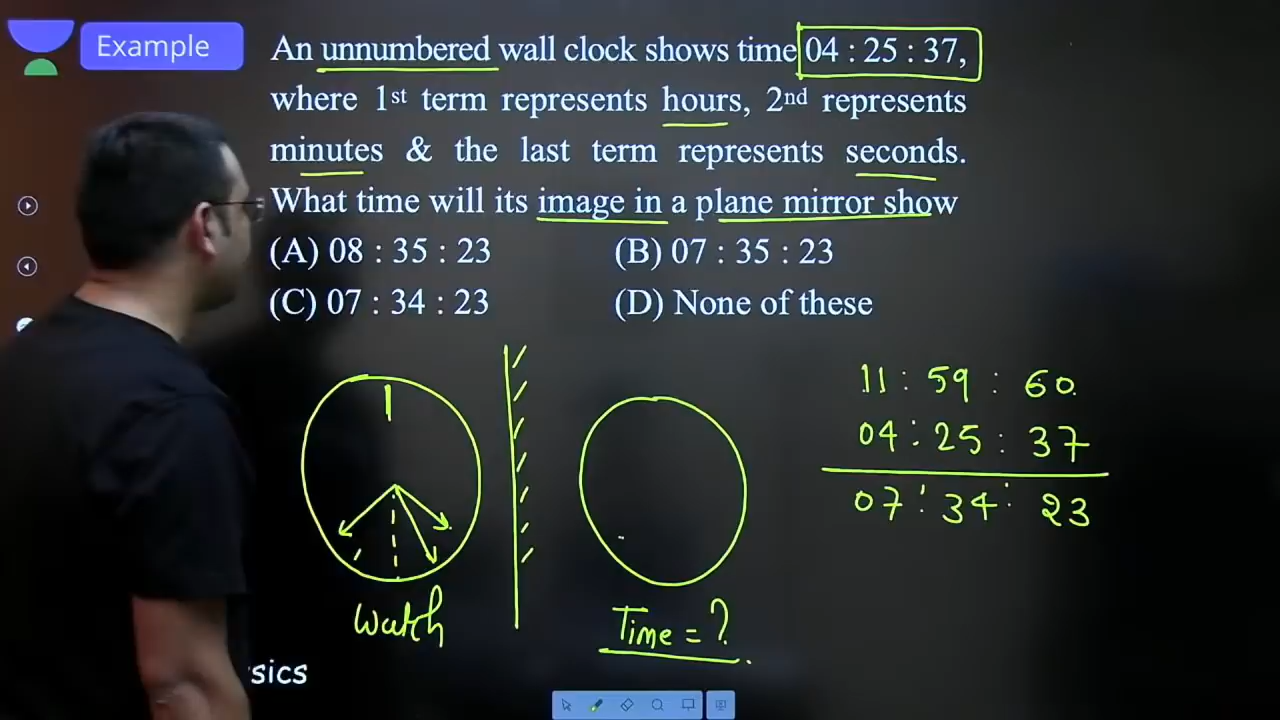 Example
An unnumbered wall clock shows time 04 : 25 : 37,
where 1st term represents hours, 2nd represents
minutes & the last term represents seconds.
What time will its image in a plane mirror show
(A) 08 : 35 : 23 (B) 07 : 35 : 23
(C) 07 : 34 : 23 (D) None of these
11 : 59 : 60
04 : 25 : 37
07 : 34 : 23
Watch
Time = ?
sics